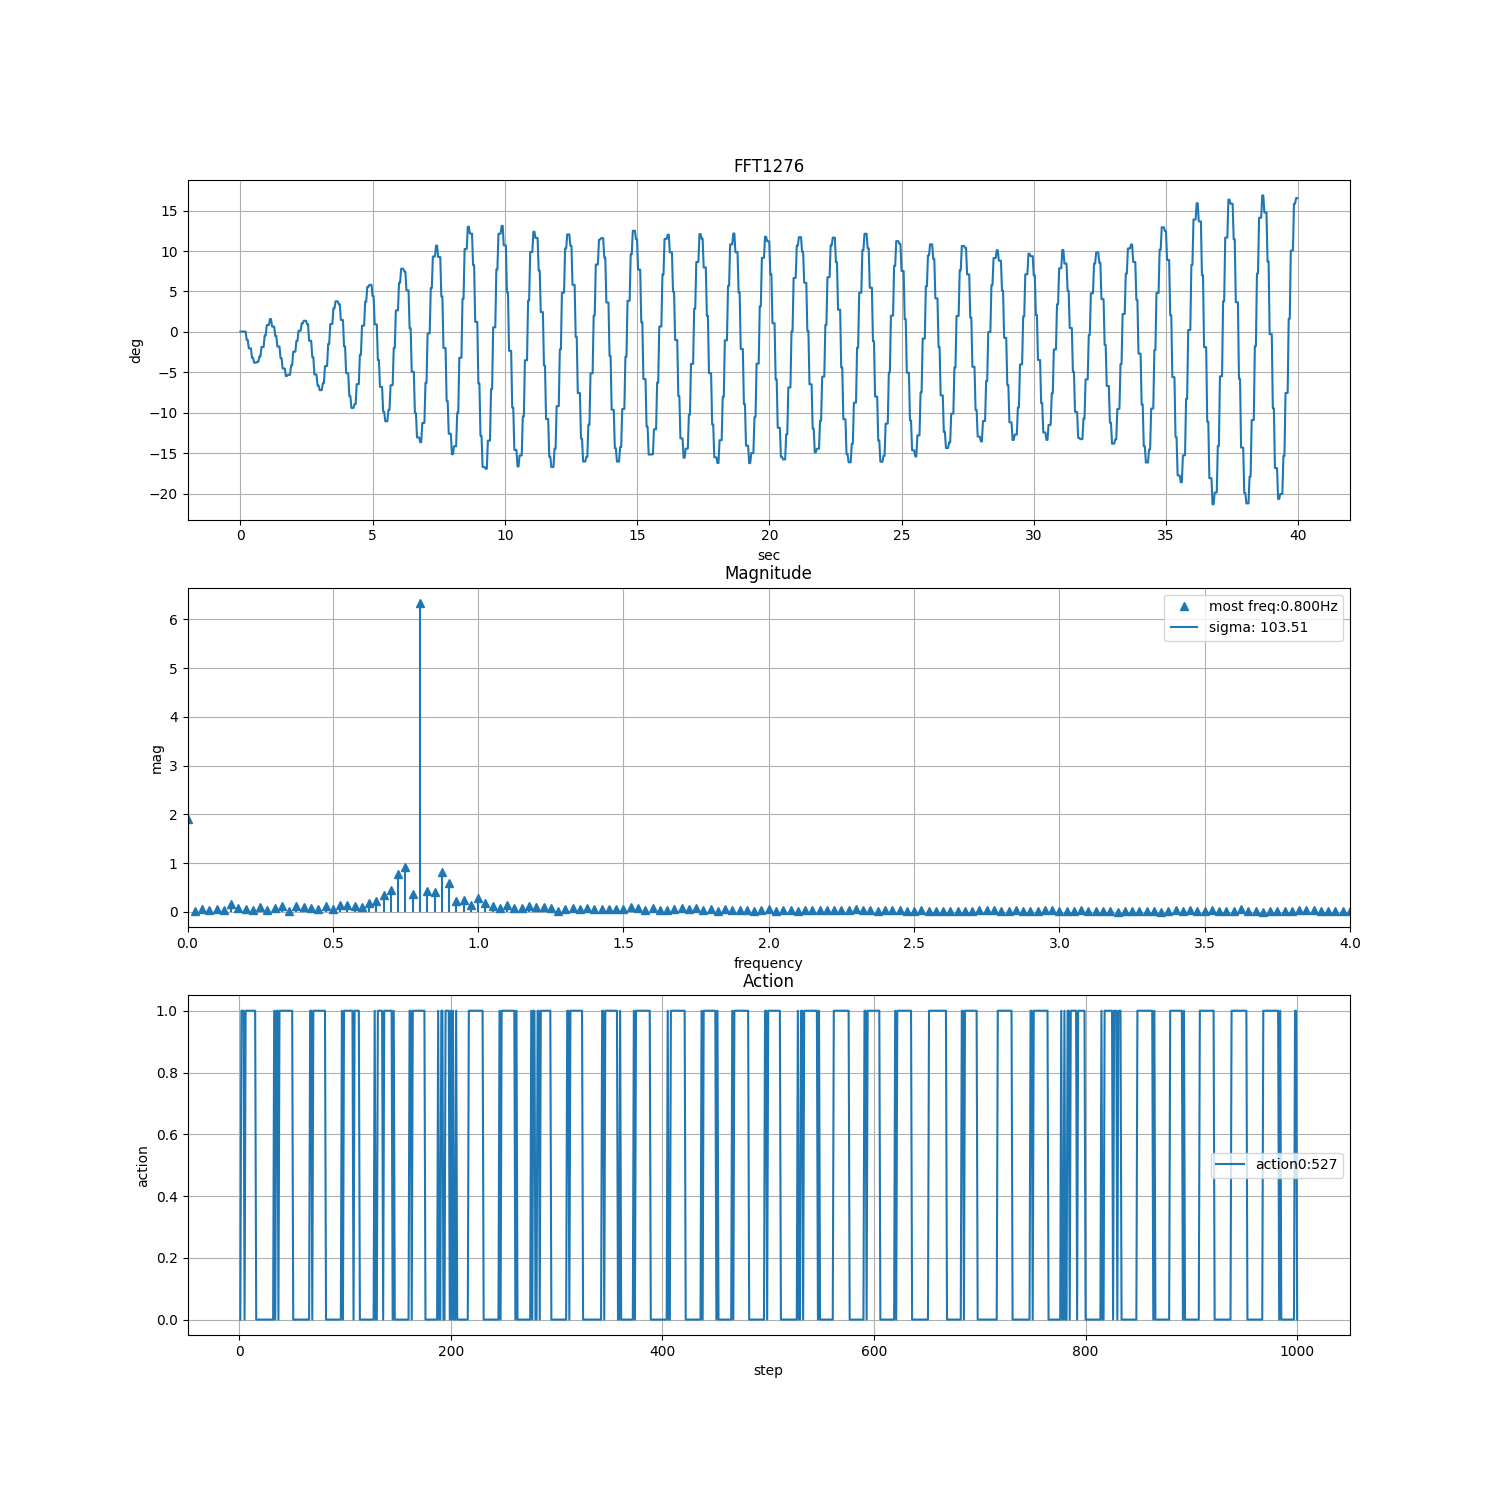 FFT1276
15
10
5
0
−5
−10
−15
−20
deg
0 5 10 15 20 25 30 35 40
sec
Magnitude
most freq:0.800Hz
sigma: 103.51
6
5
4
3
2
1
0
mag
0.0 0.5 1.0 1.5 2.0 2.5 3.0 3.5 4.0
frequency
Action
1.0
0.8
0.6
0.4
0.2
0.0
action
action0:527
0 200 400 600 800 1000
step